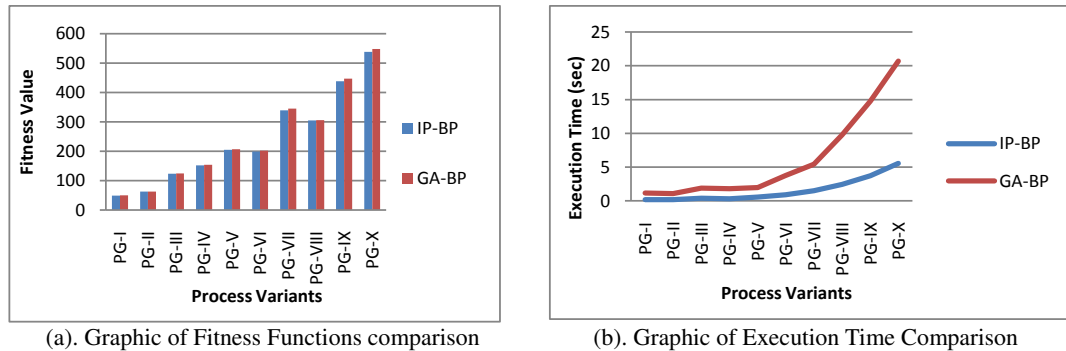 600
500
400
300
200
100
0
Fitness Value
PG-I
PG-II
PG-III
PG-IV
PG-V
PG-VI
PG-VII
PG-VIII
PG-IX
PG-X
Process Variants
IP-BP
GA-BP
(a). Graphic of Fitness Functions comparison
25
20
15
10
5
0
Execution Time (sec)
PG-I
PG-II
PG-III
PG-IV
PG-V
PG-VI
PG-VII
PG-VIII
PG-IX
PG-X
Process Variants
IP-BP
GA-BP
(b). Graphic of Execution Time Comparison